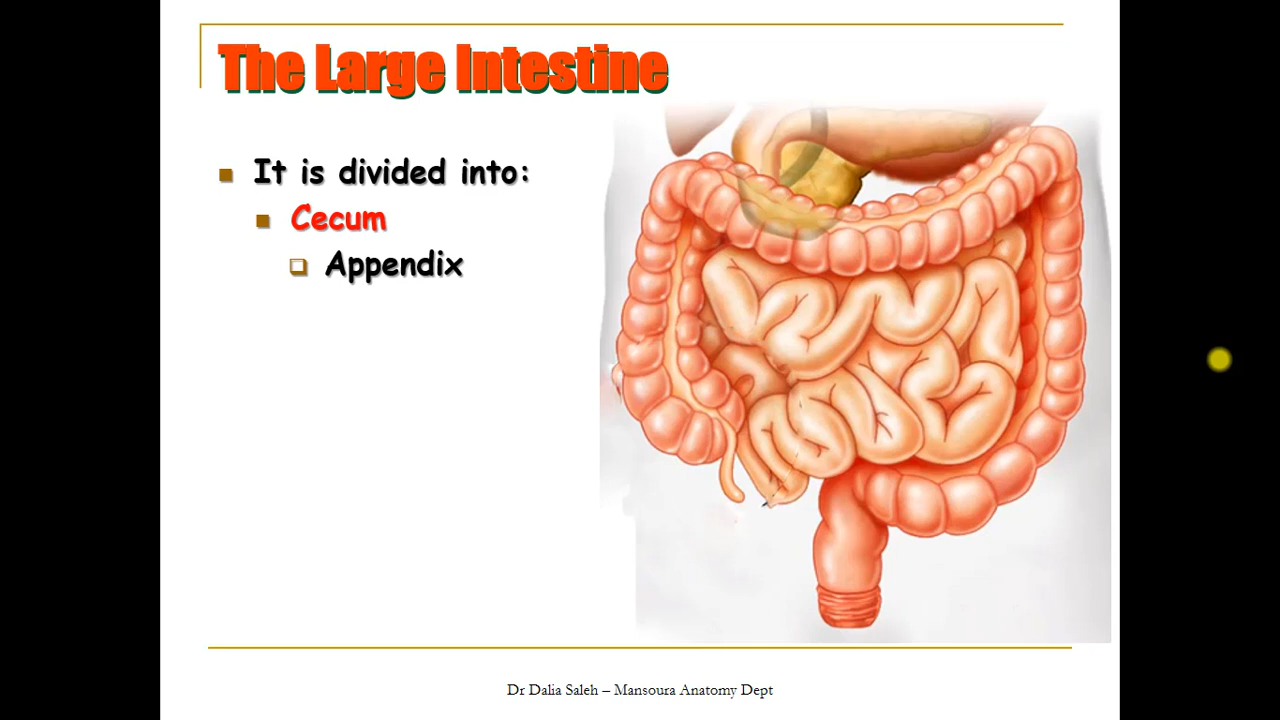 The Large Intestine
It is divided into:
Cecum
Appendix
Dr Dalia Saleh – Mansoura Anatomy Dept